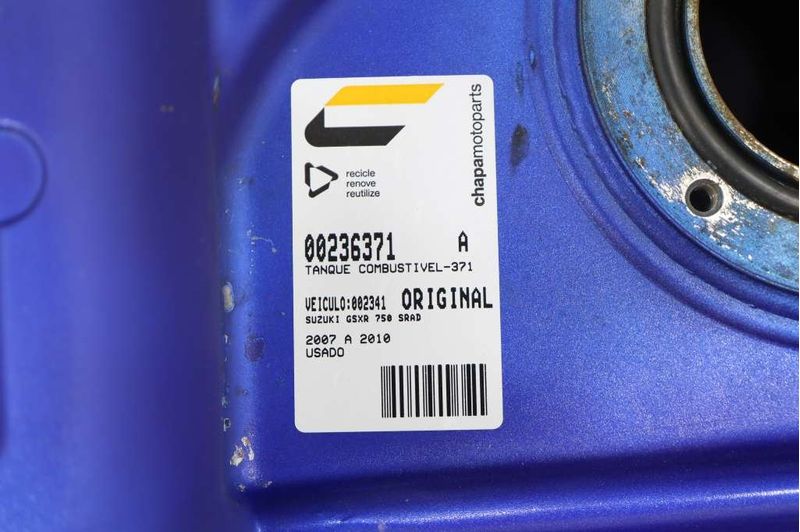 chapamotoparts
recicle
renove
reutilize
00236371 A
TANQUE COMBUSTIVEL-371
VEICULO:002341 ORIGINAL
SUZUKI GSXR 750 SRAD
2007 A 2010
USADO